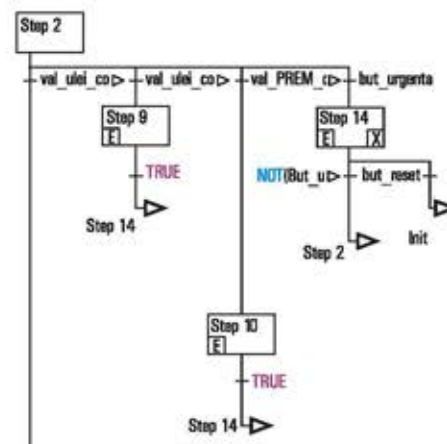 Step 2
val_ulei_co val_ulei_co val_PREM_c but_urgenta
Step 9
E
Step 14
E X
TRUE
NOT(But_u but_reset
Step 14
Init
Step 2
Step 10
E
TRUE
Step 14